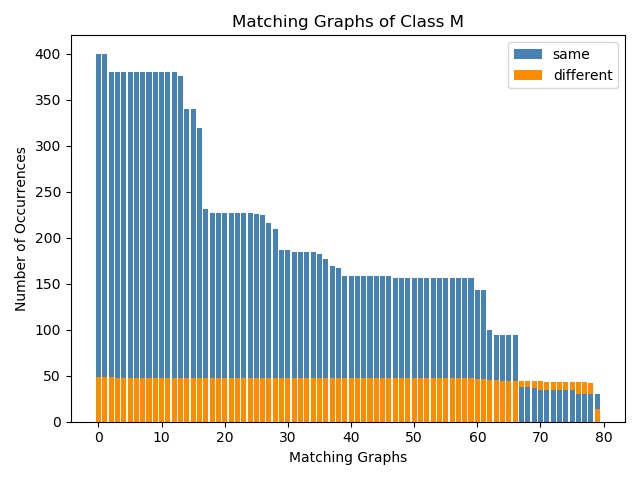 Matching Graphs of Class M
same
different
Number of Occurrences
400
350
300
250
200
150
100
50
0
0 10 20 30 40 50 60 70 80
Matching Graphs